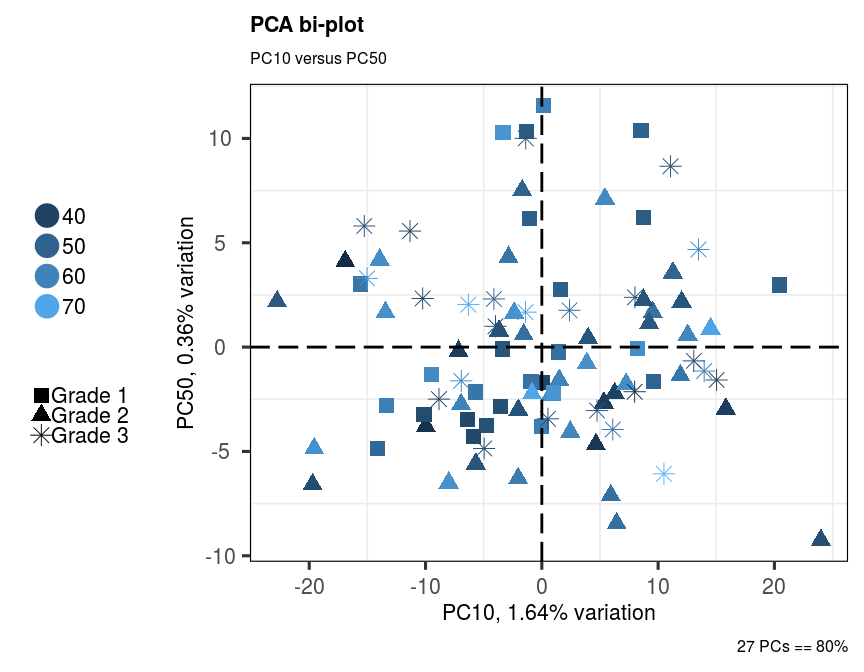 PCA bi-plot
PC10 versus PC50
40
50
60
70
Grade 1
Grade 2
Grade 3
PC50, 0.36% variation
10
5
0
-5
-10
-20
-10
0
10
20
PC10, 1.64% variation
27 PCs == 80%